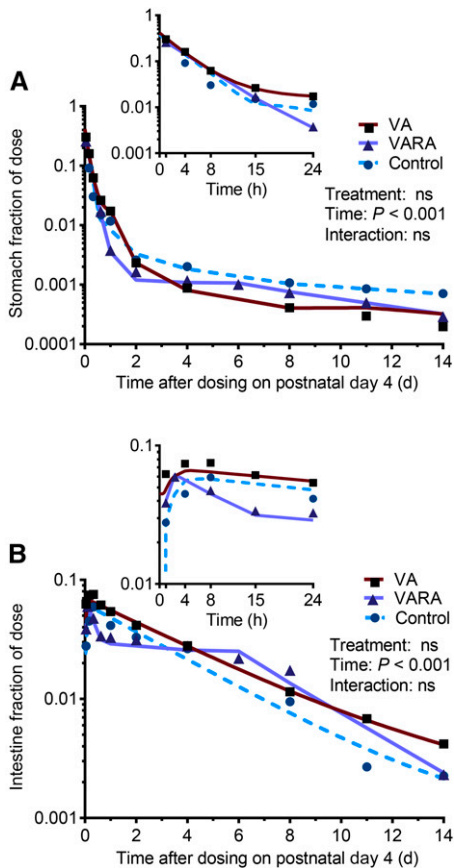 A
1
0.1
0.01
0.001
0 4 8 15 24
Time (h)
Stomach fraction of dose
1
0.1
0.01
0.001
0.0001
0 2 4 6 8 10 12 14
Time after dosing on postnatal day 4 (d)
VA
VARA
Control
Treatment: ns
Time: P < 0.001
Interaction: ns
B
0.1
0.01
0 4 8 15 24
Time (h)
Intestine fraction of dose
0.1
0.01
0.001
0 2 4 6 8 10 12 14
Time after dosing on postnatal day 4 (d)
VA
VARA
Control
Treatment: ns
Time: P < 0.001
Interaction: ns